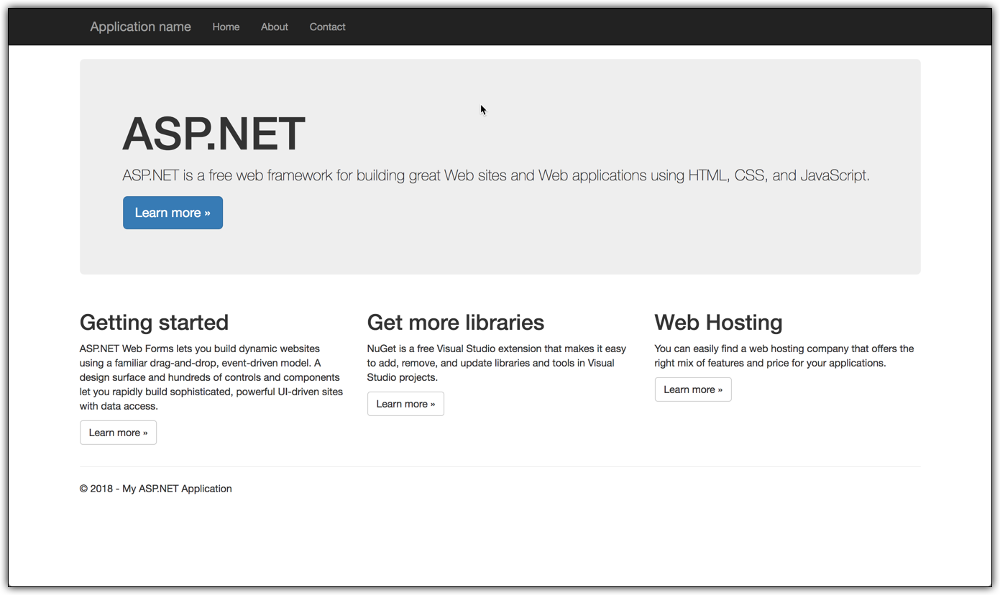 Application name Home About Contact
ASP.NET
ASP.NET is a free web framework for building great Web sites and Web applications using HTML, CSS, and JavaScript.
Learn more »
Getting started
ASP.NET Web Forms lets you build dynamic websites
using a familiar drag-and-drop, event-driven model. A
design surface and hundreds of controls and components
let you rapidly build sophisticated, powerful UI-driven sites
with data access.
Learn more »
Get more libraries
NuGet is a free Visual Studio extension that makes it easy
to add, remove, and update libraries and tools in Visual
Studio projects.
Learn more »
Web Hosting
You can easily find a web hosting company that offers the
right mix of features and price for your applications.
Learn more »
© 2018 - My ASP.NET Application